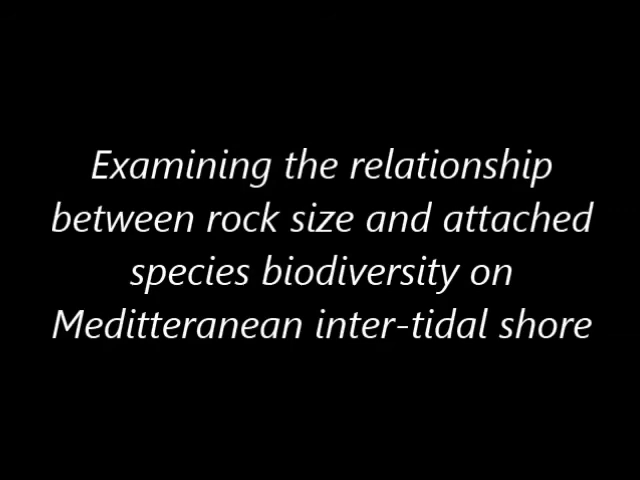 Examining the relationship
between rock size and attached
species biodiversity on
Meditteranean inter-tidal shore